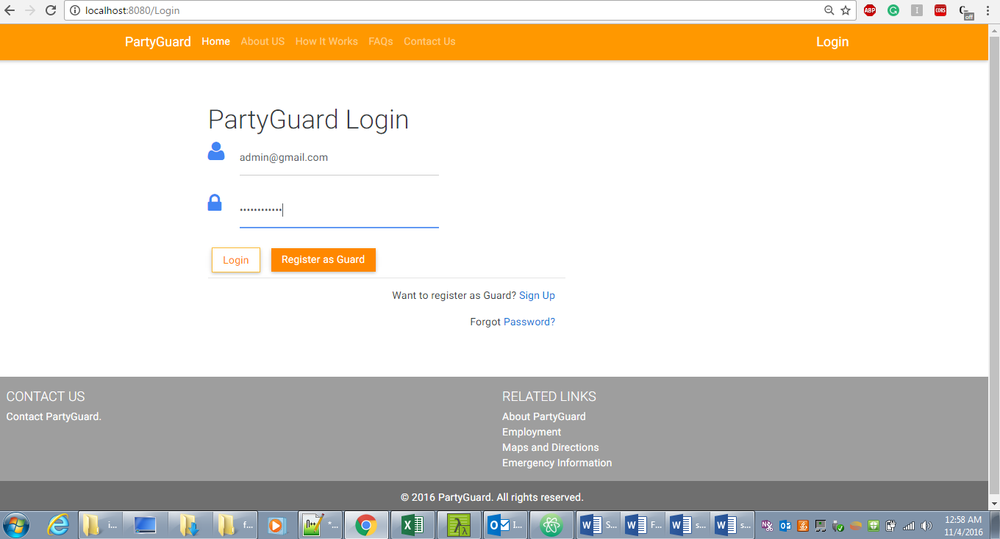 localhost:8080/Login
ABP
CORS
off
PartyGuard Home About US How It Works FAQs Contact Us Login
PartyGuard Login
admin@gmail.com
••••••••••••
Login Register as Guard
Want to register as Guard? Sign Up
Forgot Password?
CONTACT US
Contact PartyGuard.
RELATED LINKS
About PartyGuard
Employment
Maps and Directions
Emergency Information
© 2016 PartyGuard. All rights reserved.
i... f... *... I... S... F... s... s...
12:58 AM
11/4/2016